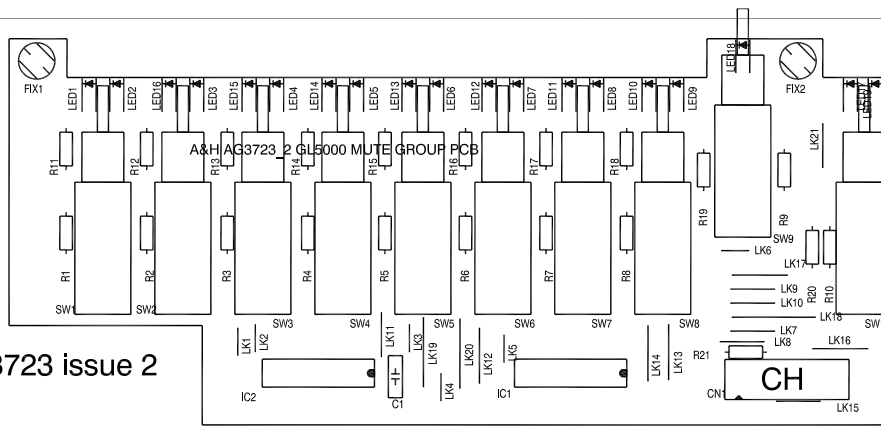 LED18
FIX1
FIX2
LED1
LED2
LED16
LED3
LED15
LED4
LED14
LED5
LED13
LED6
LED12
LED7
LED11
LED8
LED10
LED9
LK21
A&H AG3723_2 GL5000 MUTE GROUP PCB
R11
R12
R13
R14
R15
R16
R17
R18
R19
R9
SW9
LK6
LK17
R1
R2
R3
R4
R5
R6
R7
R8
LK9
LK10
R20
R10
SW1
SW2
SW3
SW4
SW5
SW6
SW7
SW8
LK18
SW
LK7
LK8
LK16
LK1
LK2
LK11
LK3
LK19
LK20
LK12
LK5
LK14
LK13
R21
3723 issue 2
IC2
C1
LK4
IC1
CN1
CH
LK15